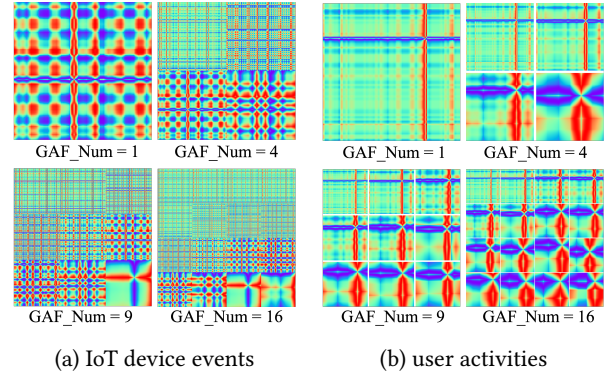 GAF_Num = 1
GAF_Num = 4
GAF_Num = 9
GAF_Num = 16
(a) IoT device events
GAF_Num = 1
GAF_Num = 4
GAF_Num = 9
GAF_Num = 16
(b) user activities